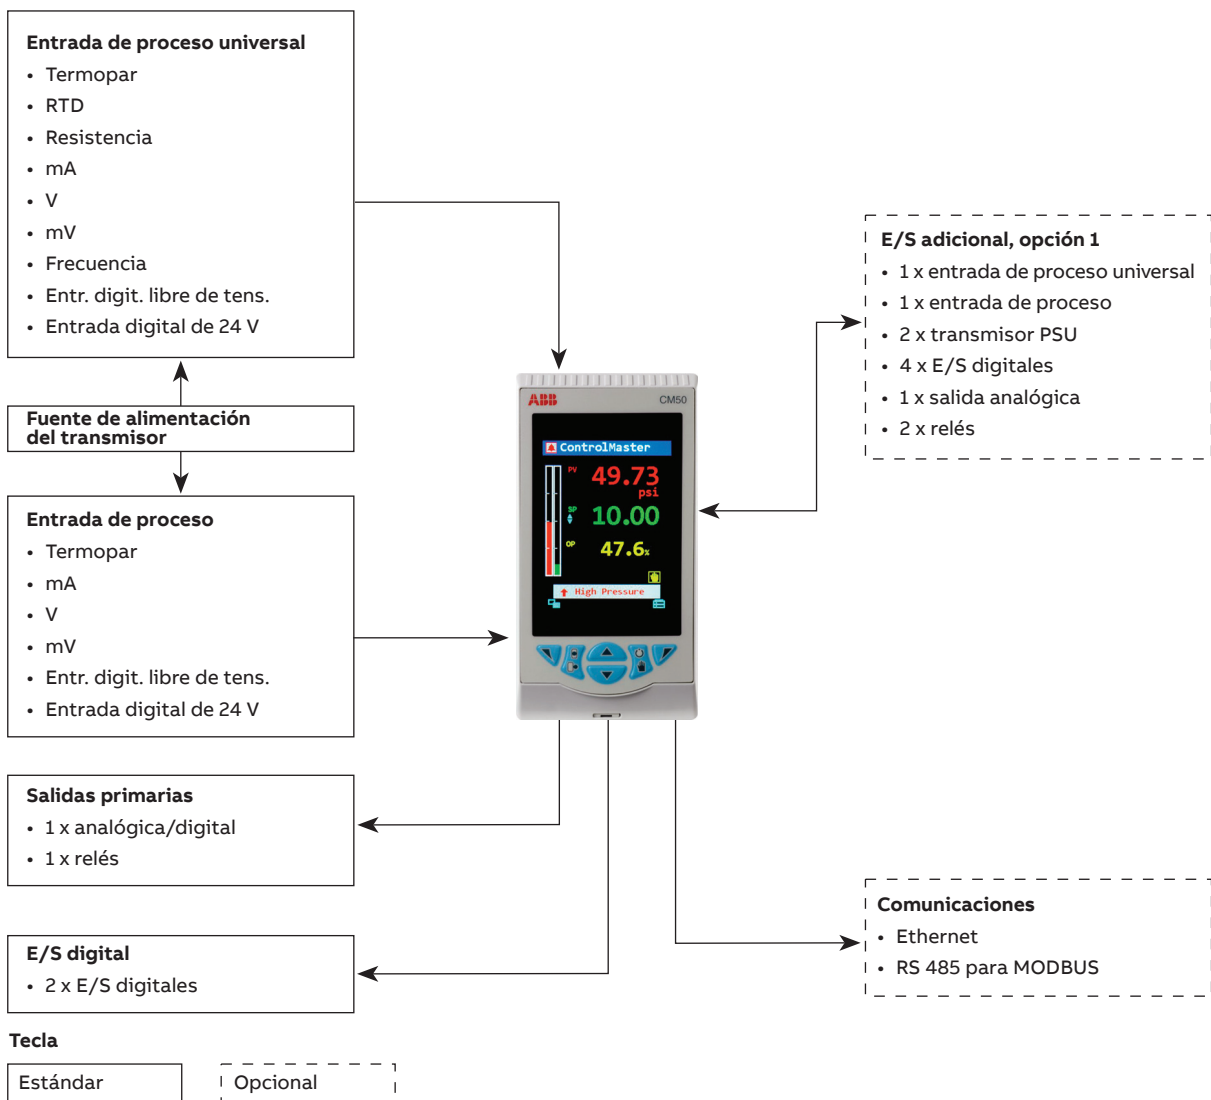 Entrada de proceso universal
• Termopar
• RTD
• Resistencia
• mA
• V
• mV
• Frecuencia
• Entr. digit. libre de tens.
• Entrada digital de 24 V
Fuente de alimentación
del transmisor
Entrada de proceso
• Termopar
• mA
• V
• mV
• Entr. digit. libre de tens.
• Entrada digital de 24 V
Salidas primarias
• 1 x analógica/digital
• 1 x relés
E/S digital
• 2 x E/S digitales
ABB
CM50
ControlMaster
PV 49.73
psi
SP 10.00
OP 47.6%
High Pressure
E/S adicional, opción 1
• 1 x entrada de proceso universal
• 1 x entrada de proceso
• 2 x transmisor PSU
• 4 x E/S digitales
• 1 x salida analógica
• 2 x relés
Comunicaciones
• Ethernet
• RS 485 para MODBUS
Tecla
Estándar
Opcional